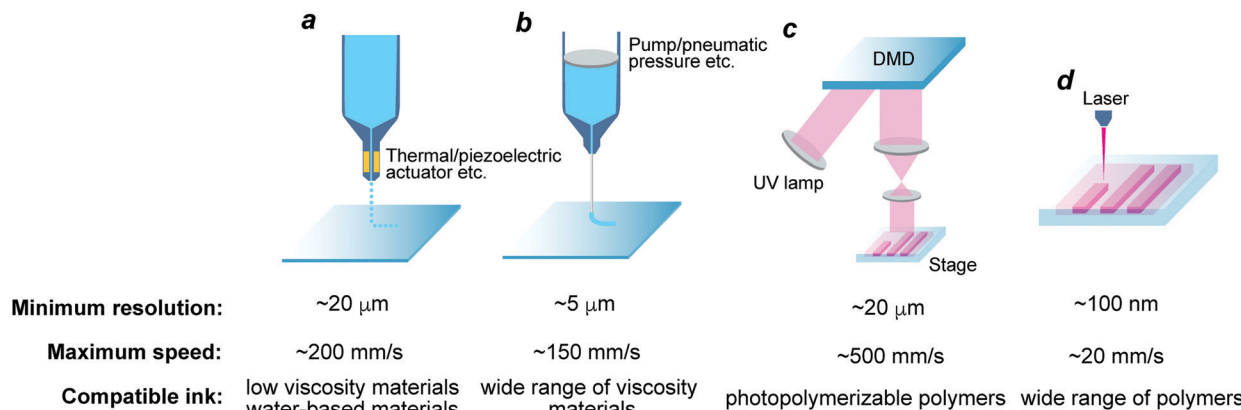 a
b
c
d
Pump/pneumatic
pressure etc.
DMD
Laser
Thermal/piezoelectric
actuator etc.
UV lamp
Stage
Minimum resolution: ~20 μm ~5 μm ~20 μm ~100 nm
Maximum speed: ~200 mm/s ~150 mm/s ~500 mm/s ~20 mm/s
Compatible ink: low viscosity materials wide range of viscosity photopolymerizable polymers wide range of polymers
water-based materials materials